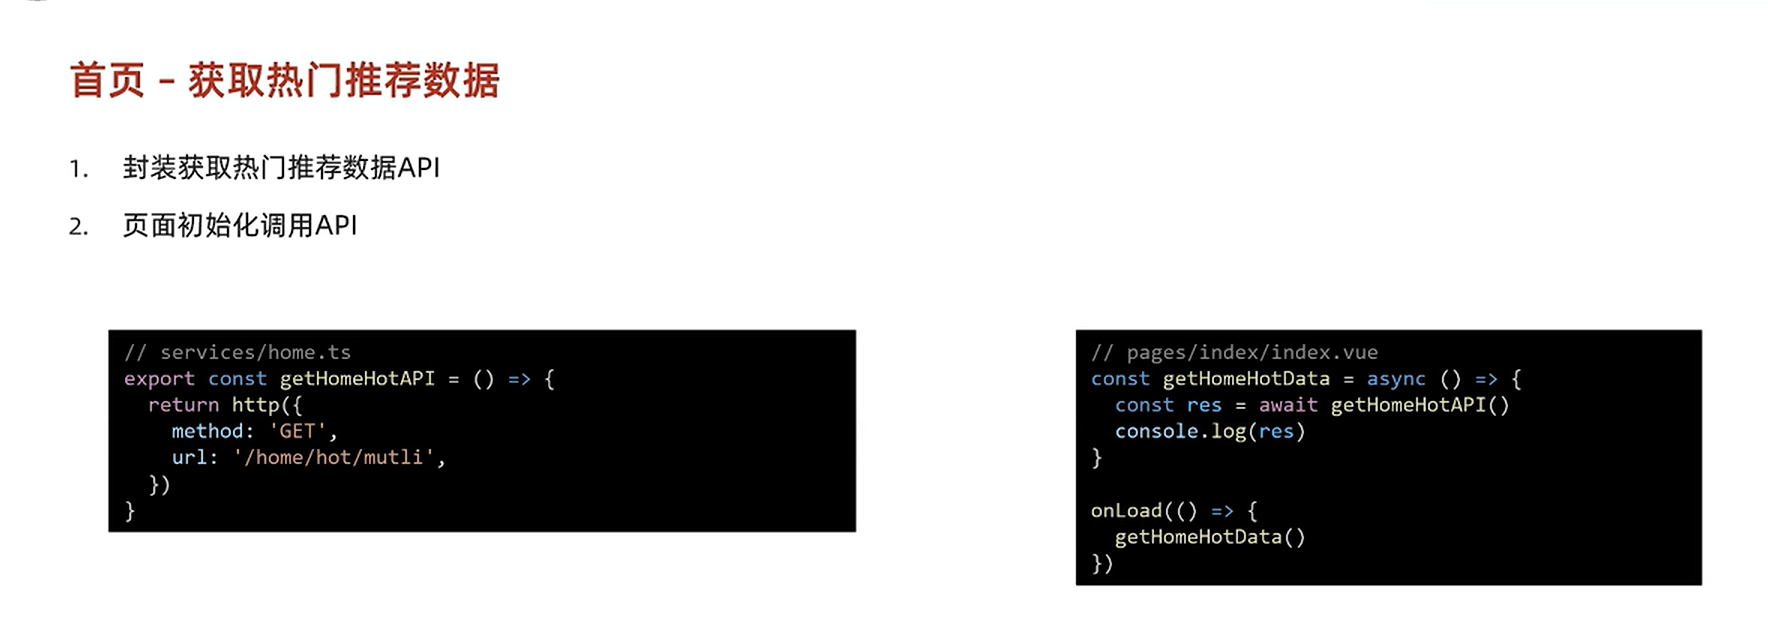 首页 – 获取热门推荐数据
1. 封装获取热门推荐数据API
2. 页面初始化调用API
// services/home.ts
export const getHomeHotAPI = () => {
  return http({
    method: 'GET',
    url: '/home/hot/mutli',
  })
}
// pages/index/index.vue
const getHomeHotData = async () => {
  const res = await getHomeHotAPI()
  console.log(res)
}
onLoad(() => {
  getHomeHotData()
})